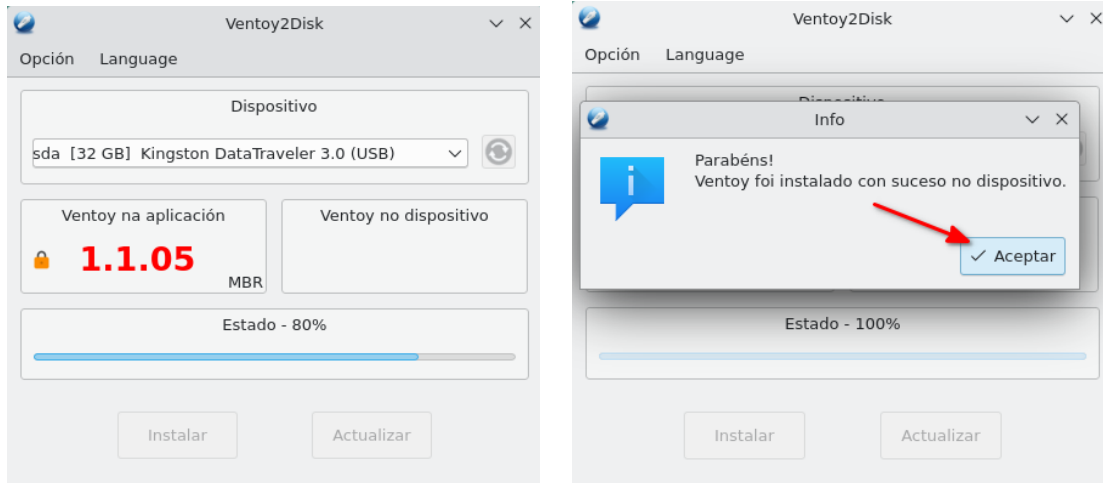 Ventoy2Disk
Opción Language
Dispositivo
sda [32 GB] Kingston DataTraveler 3.0 (USB)
Ventoy na aplicación
1.1.05
MBR
Ventoy no dispositivo
Estado - 80%
Instalar Actualizar
Ventoy2Disk
Opción Language
Info
Parabéns!
Ventoy foi instalado con suceso no dispositivo.
Aceptar
Estado - 100%
Instalar Actualizar